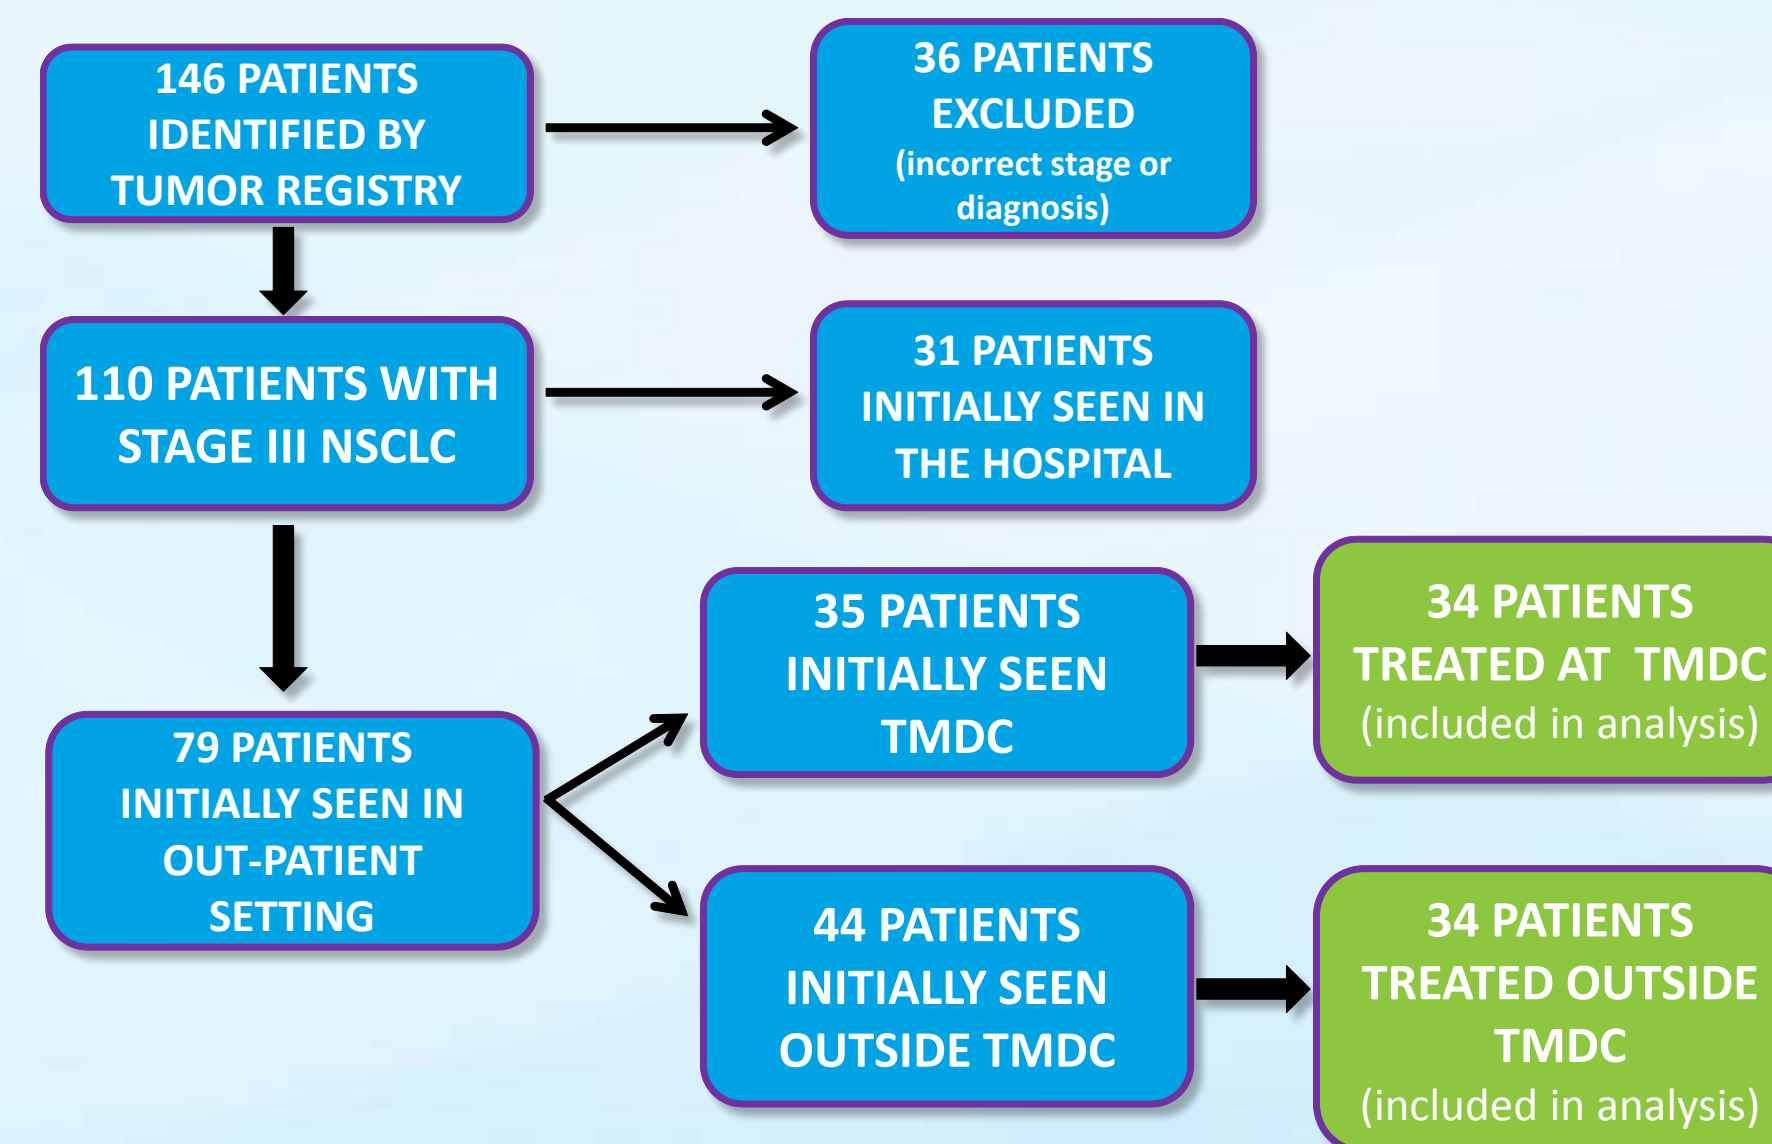 146 PATIENTS
IDENTIFIED BY
TUMOR REGISTRY
36 PATIENTS
EXCLUDED
(incorrect stage or
diagnosis)
110 PATIENTS WITH
STAGE III NSCLC
31 PATIENTS
INITIALLY SEEN IN
THE HOSPITAL
79 PATIENTS
INITIALLY SEEN IN
OUT-PATIENT
SETTING
35 PATIENTS
INITIALLY SEEN
TMDC
34 PATIENTS
TREATED AT TMDC
(included in analysis)
44 PATIENTS
INITIALLY SEEN
OUTSIDE TMDC
34 PATIENTS
TREATED OUTSIDE
TMDC
(included in analysis)